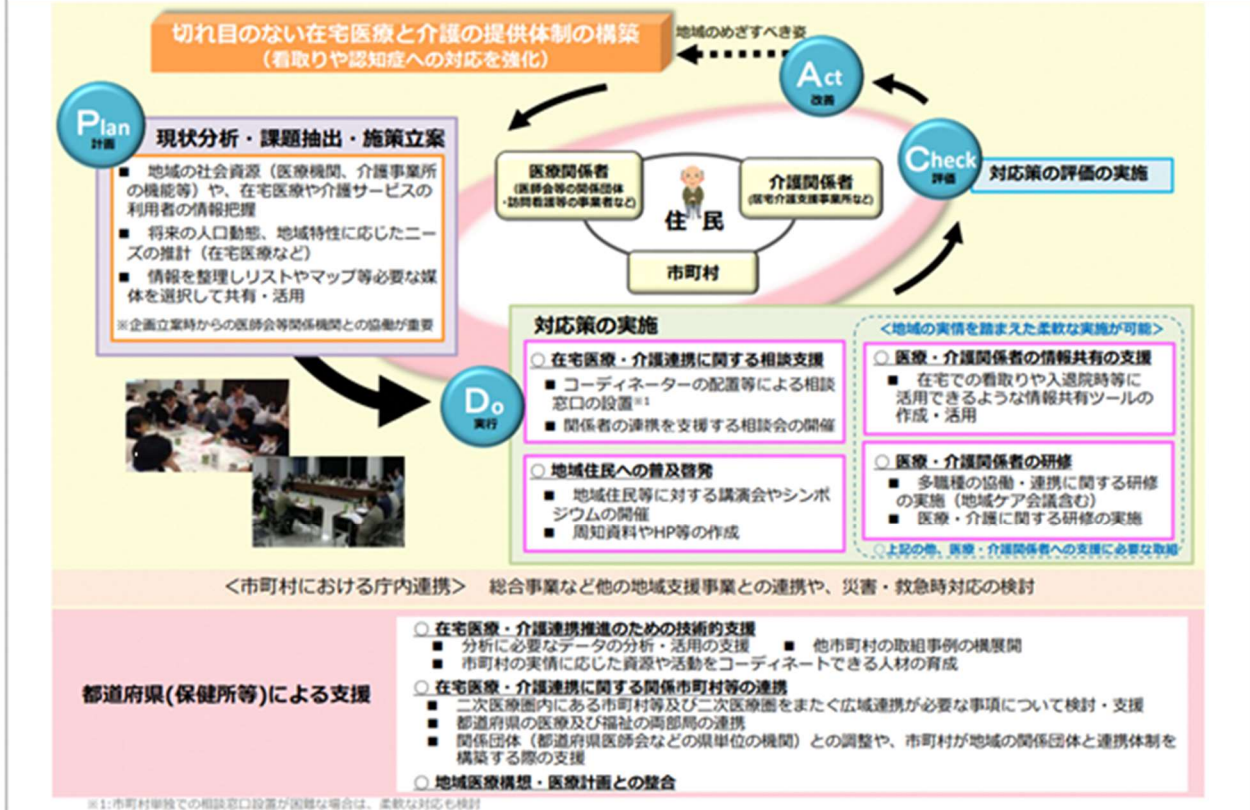 切れ目のない在宅医療と介護の提供体制の構築
（看取りや認知症への対応を強化）
地域のめざすべき姿
Act
改善
Plan
計画
現状分析・課題抽出・施策立案
■ 地域の社会資源（医療機関、介護事業所
の機能等）や、在宅医療や介護サービスの
利用者の情報把握
■ 将来の人口動態、地域特性に応じたニー
ズの推計（在宅医療など）
■ 情報を整理しリストやマップ等必要な媒
体を選択して共有・活用
※企画立案時からの医師会等関係機関との協働が重要
医療関係者
（医師会等の関係団体
・訪問看護等の事業者など）
住民
介護関係者
（居宅介護支援事業所など）
市町村
Check
評価
対応策の評価の実施
Do
実行
対応策の実施
○ 在宅医療・介護連携に関する相談支援
■ コーディネーターの配置等による相談
窓口の設置※1
■ 関係者の連携を支援する相談会の開催
○ 地域住民への普及啓発
■ 地域住民等に対する講演会やシンポ
ジウムの開催
■ 周知資料やHP等の作成
＜地域の実情を踏まえた柔軟な実施が可能＞
○ 医療・介護関係者の情報共有の支援
■ 在宅での看取りや入退院時等に
活用できるような情報共有ツールの
作成・活用
○ 医療・介護関係者の研修
■ 多職種の協働・連携に関する研修
の実施（地域ケア会議含む）
■ 医療・介護に関する研修の実施
○上記の他、医療・介護関係者への支援に必要な取組
＜市町村における庁内連携＞ 総合事業など他の地域支援事業との連携や、災害・救急時対応の検討
都道府県(保健所等)による支援
○ 在宅医療・介護連携推進のための技術的支援
■ 分析に必要なデータの分析・活用の支援 ■ 他市町村の取組事例の横展開
■ 市町村の実情に応じた資源や活動をコーディネートできる人材の育成
○ 在宅医療・介護連携に関する関係市町村等の連携
■ 二次医療圏内にある市町村等及び二次医療圏をまたぐ広域連携が必要な事項について検討・支援
■ 都道府県の医療及び福祉の両部局の連携
■ 関係団体（都道府県医師会などの県単位の機関）との調整や、市町村が地域の関係団体と連携体制を
構築する際の支援
○ 地域医療構想・医療計画との整合
※1:市町村単独での相談窓口設置が困難な場合は、柔軟な対応も検討